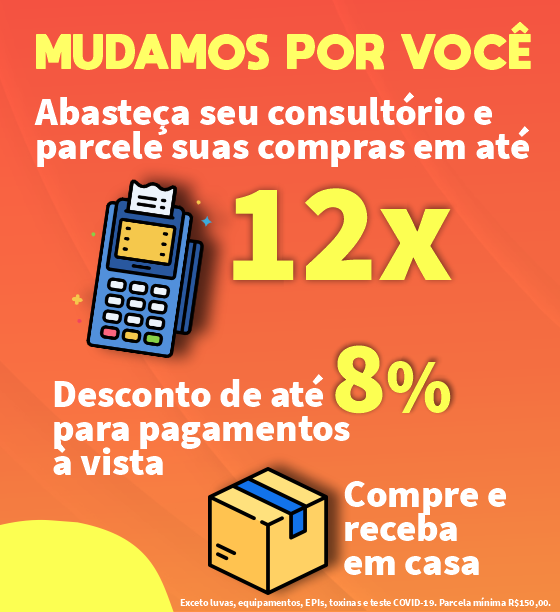 MUDAMOS POR VOCÊ
Abasteça seu consultório e
parcele suas compras em até
12x
Desconto de até 8%
para pagamentos
à vista
Compre e
receba
em casa
Exceto luvas, equipamentos, EPIs, toxinas e teste COVID-19. Parcela mínima R$150,00.